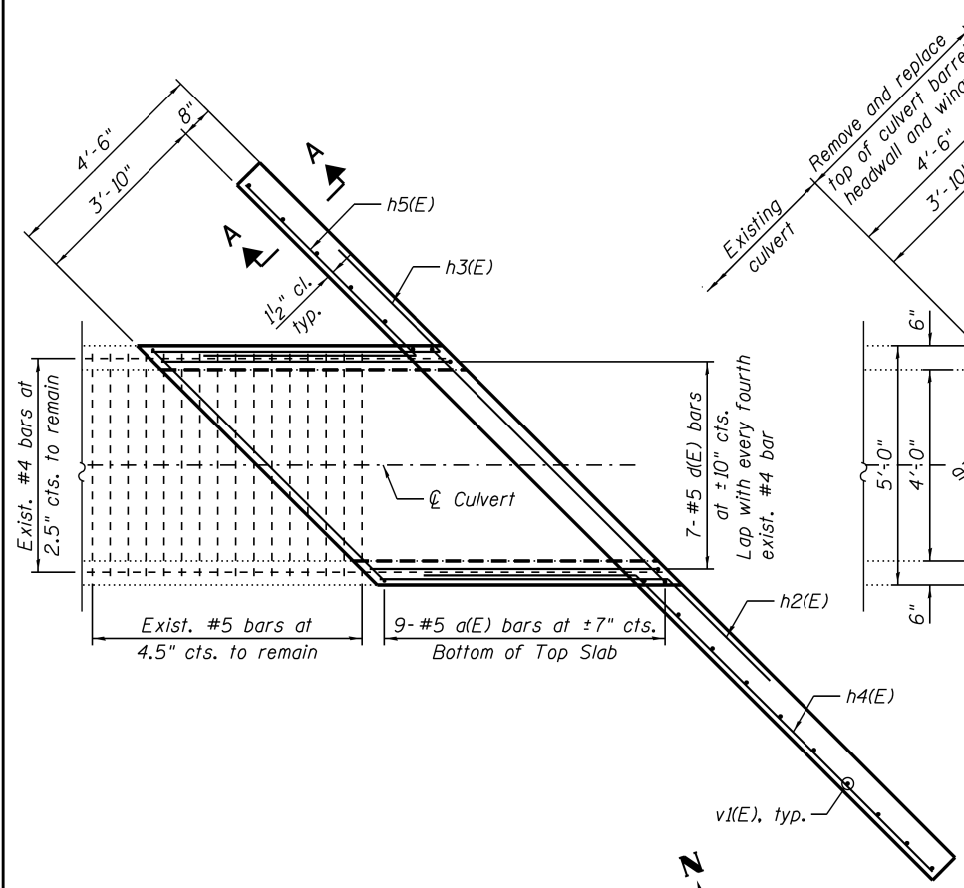 4'-6"
8"
3'-10"
A
A
h5(E)
h3(E)
1½" cl.
typ.
Exist. #4 bars at
2.5" cts. to remain
℄ Culvert
7-#5 d(E) bars
at ±10" cts.
Lap with every fourth
exist. #4 bar
Exist. #5 bars at
4.5" cts. to remain
9-#5 a(E) bars at ±7" cts.
Bottom of Top Slab
h2(E)
h4(E)
v1(E), typ.
N
Remove and replace
top of culvert barre
headwall and wing
4'-6"
3'-10"
Existing
culvert
6"
5'-0"
4'-0"
6"